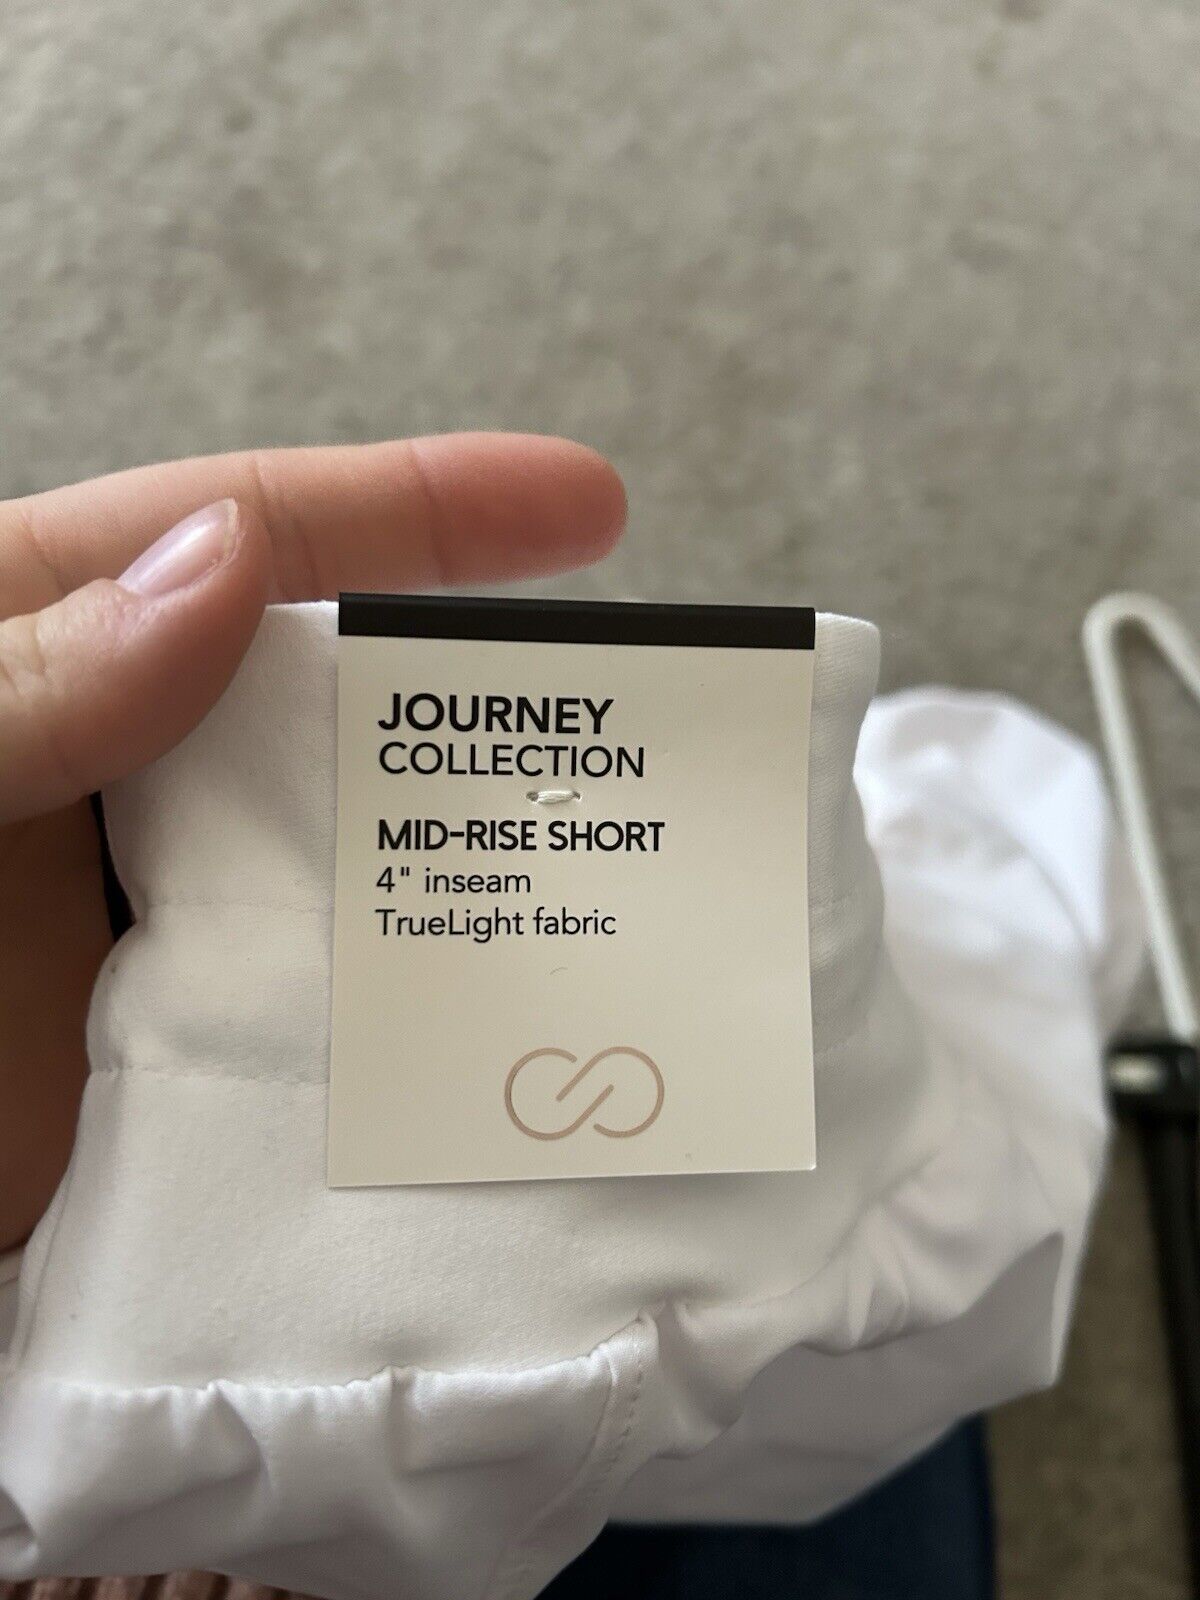 JOURNEY
COLLECTION
MID-RISE SHORT
4" inseam
TrueLight fabric